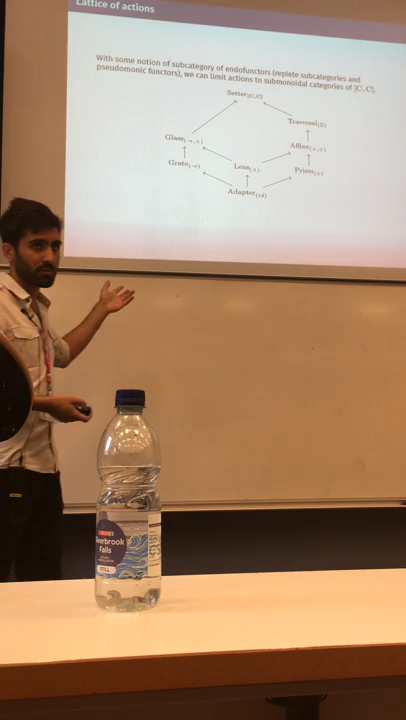 Lattice of actions
With some notion of subcategory of endofunctors (replete subcategories and
pseudomonic functors), we can limit actions to submonoidal categories of [C, C].
Setter[C,C]
Traversal(Σ)
Glass(→,×)
Affine(×,+)
Grate(→)
Lens(×)
Prism(+)
Adapter(id)
Falls
STILL